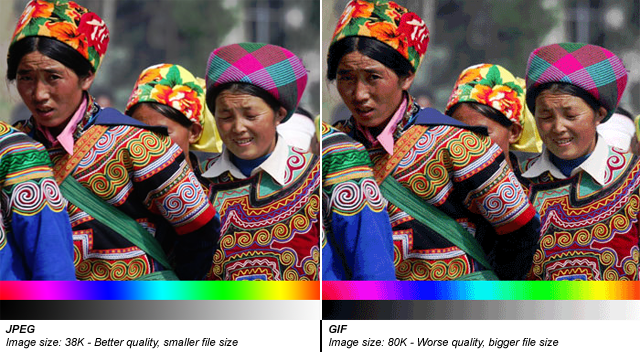 JPEG
Image size: 38K - Better quality, smaller file size
GIF
Image size: 80K - Worse quality, bigger file size